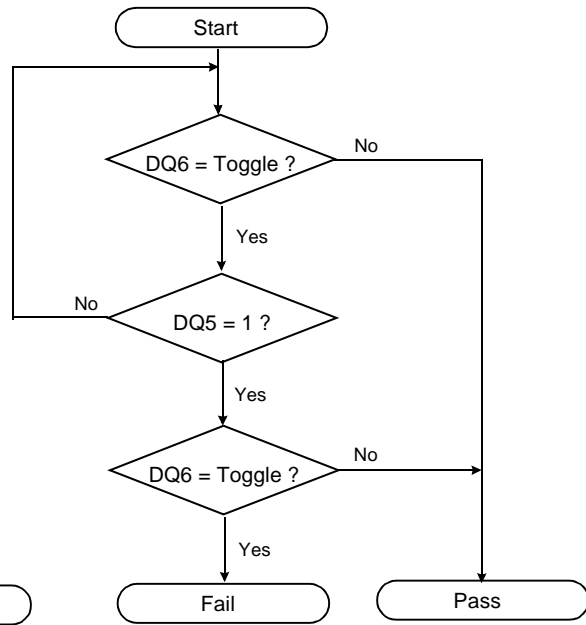 Start
DQ6 = Toggle ?
No
Yes
No
DQ5 = 1 ?
Yes
DQ6 = Toggle ?
No
Yes
Fail
Pass